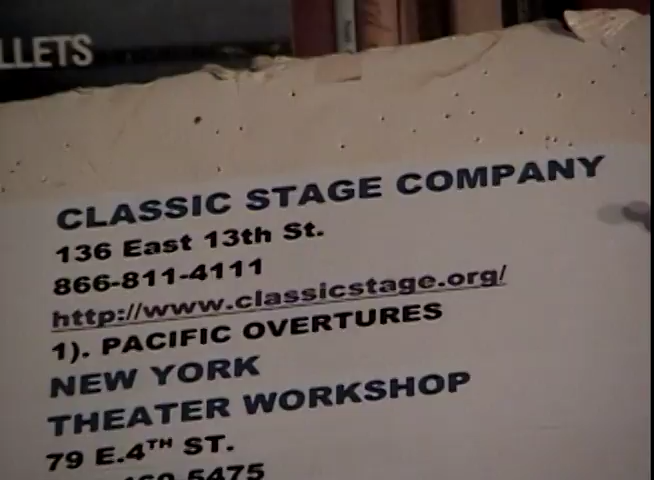 CLASSIC STAGE COMPANY
136 East 13th St.
866-811-4111
http://www.classicstage.org/
1). PACIFIC OVERTURES
NEW YORK
THEATER WORKSHOP
79 E.4TH ST.
5475